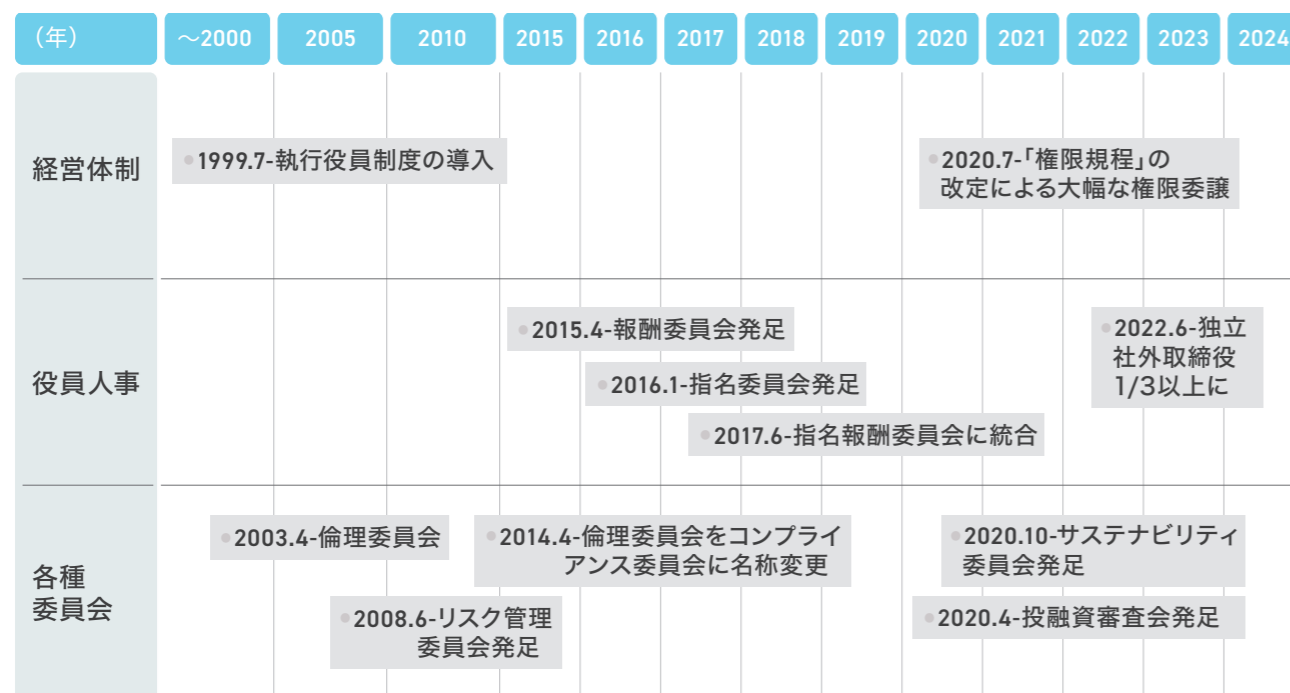 （年） ～2000 2005 2010 2015 2016 2017 2018 2019 2020 2021 2022 2023 2024
経営体制
1999.7-執行役員制度の導入
2020.7-「権限規程」の
改定による大幅な権限委譲
役員人事
2015.4-報酬委員会発足
2016.1-指名委員会発足
2017.6-指名報酬委員会に統合
2022.6-独立
社外取締役
1/3以上に
各種
委員会
2003.4-倫理委員会
2008.6-リスク管理
委員会発足
2014.4-倫理委員会をコンプライ
アンス委員会に名称変更
2020.10-サステナビリティ
委員会発足
2020.4-投融資審査会発足